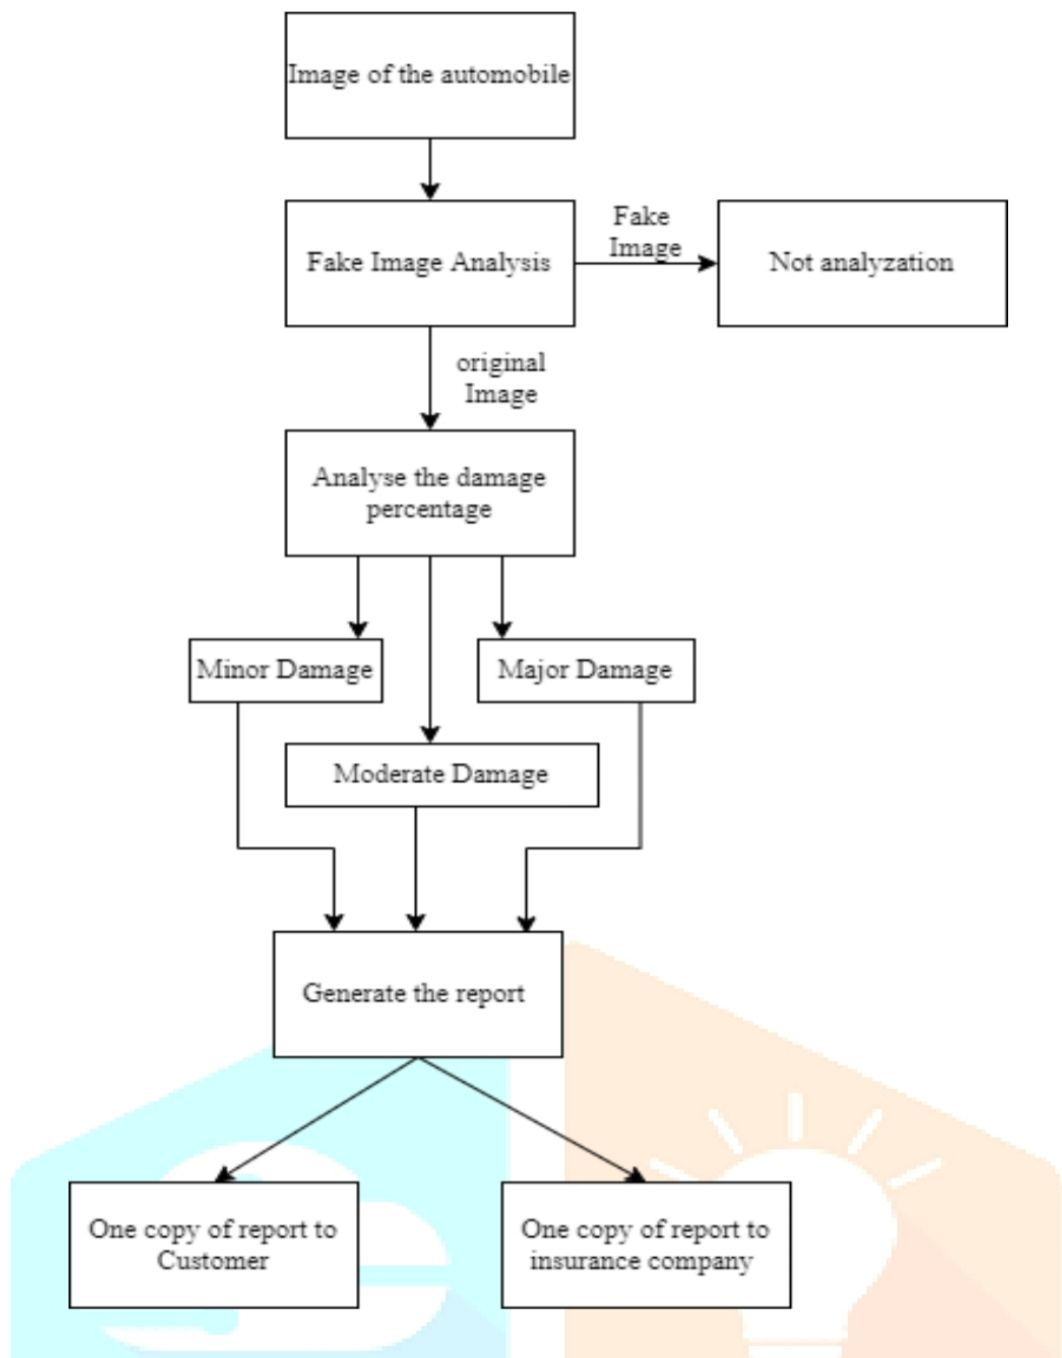 Image of the automobile
Fake
Image
Fake Image Analysis
Not analyzation
original
Image
Analyse the damage
percentage
Minor Damage
Major Damage
Moderate Damage
Generate the report
One copy of report to
Customer
One copy of report to
insurance company